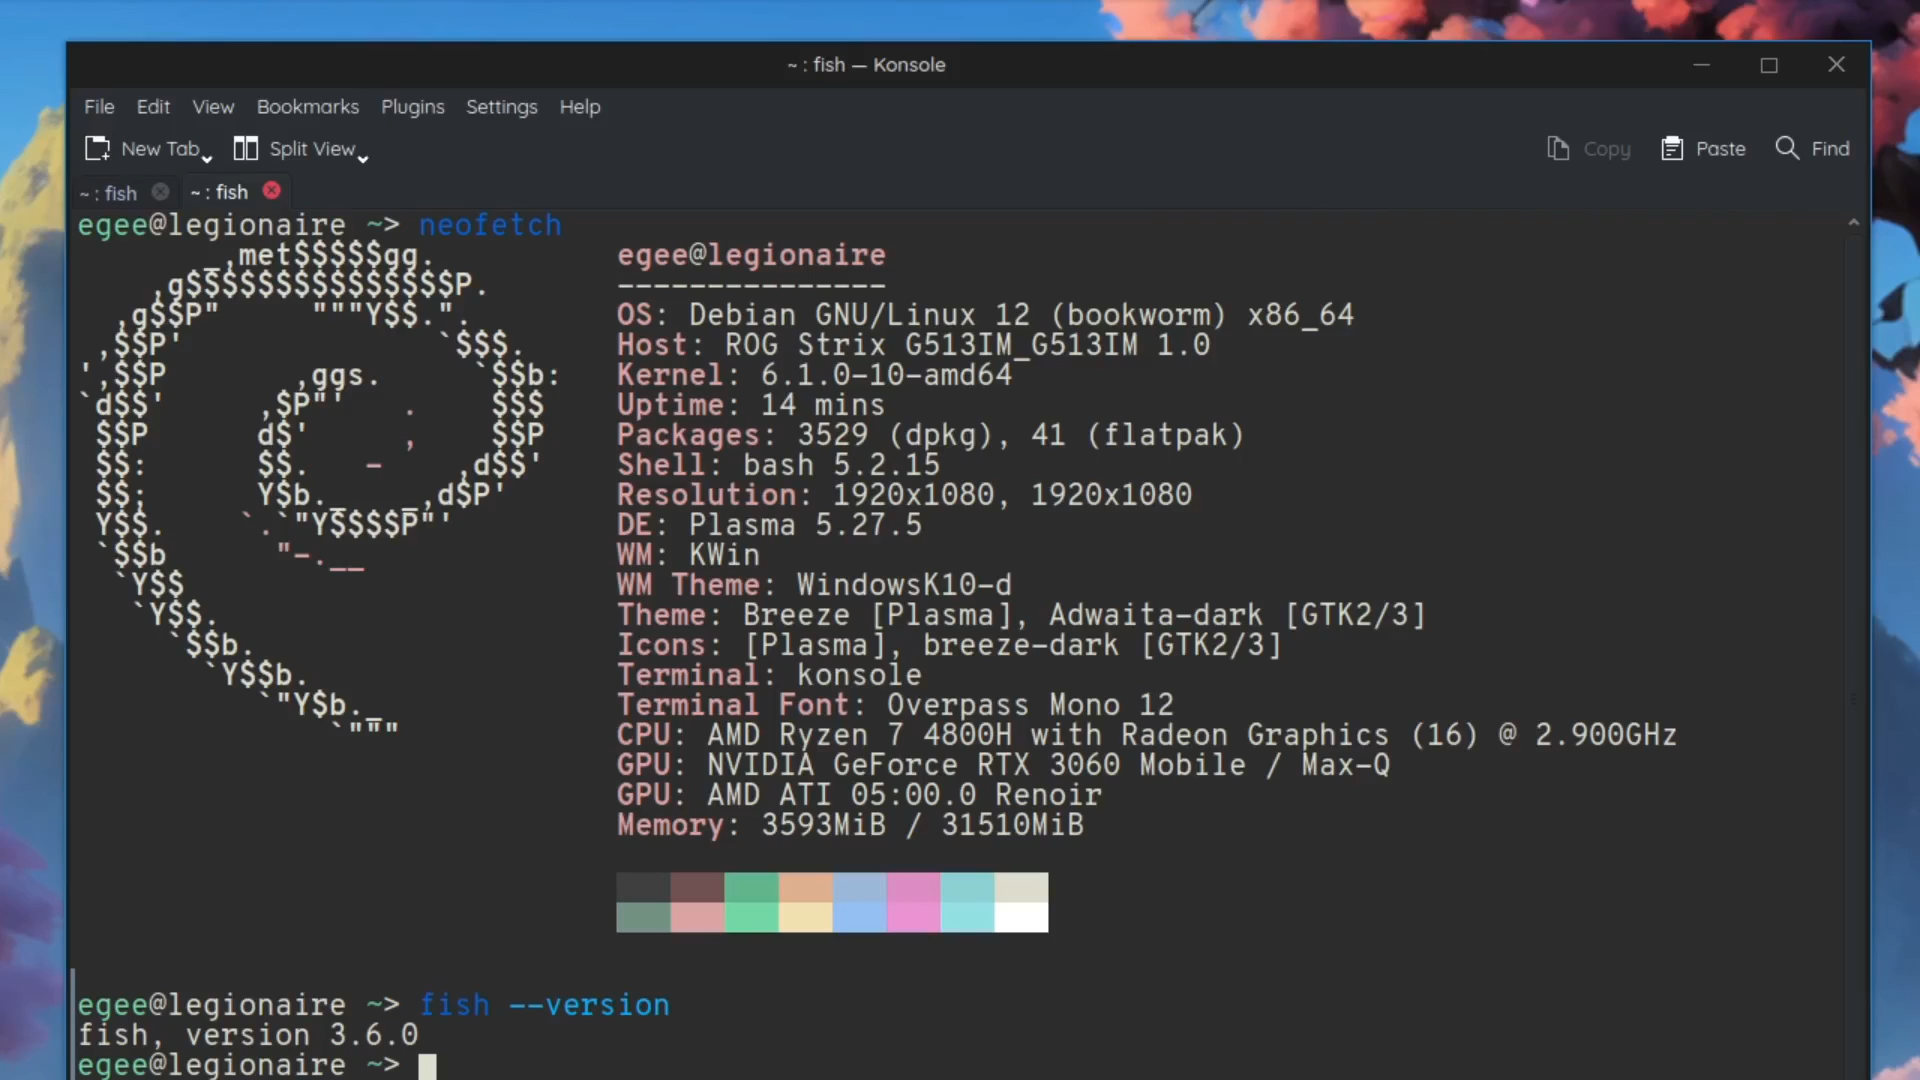 ~ : fish — Konsole
File Edit View Bookmarks Plugins Settings Help
New Tab Split View Copy Paste Find
~ : fish ~ : fish
egee@legionaire ~> neofetch
       _,met$$$$$gg.
    ,g$$$$$$$$$$$$$$$P.
  ,g$$P"     """Y$$.".
 ,$$P'              `$$$.
',$$P       ,ggs.     `$$b:
`d$$'     ,$P"'   .    $$$
 $$P      d$'     ,    $$P
 $$:      $$.   -    ,d$$'
 $$;      Y$b._   _,d$P'
 Y$$.    `.`"Y$$$$P"'
 `$$b      "-.__
  `Y$$
   `Y$$.
     `$$b.
       `Y$$b.
          `"Y$b._
              `"""
egee@legionaire
---------------
OS: Debian GNU/Linux 12 (bookworm) x86_64
Host: ROG Strix G513IM_G513IM 1.0
Kernel: 6.1.0-10-amd64
Uptime: 14 mins
Packages: 3529 (dpkg), 41 (flatpak)
Shell: bash 5.2.15
Resolution: 1920x1080, 1920x1080
DE: Plasma 5.27.5
WM: KWin
WM Theme: WindowsK10-d
Theme: Breeze [Plasma], Adwaita-dark [GTK2/3]
Icons: [Plasma], breeze-dark [GTK2/3]
Terminal: konsole
Terminal Font: Overpass Mono 12
CPU: AMD Ryzen 7 4800H with Radeon Graphics (16) @ 2.900GHz
GPU: NVIDIA GeForce RTX 3060 Mobile / Max-Q
GPU: AMD ATI 05:00.0 Renoir
Memory: 3593MiB / 31510MiB
egee@legionaire ~> fish --version
fish, version 3.6.0
egee@legionaire ~>